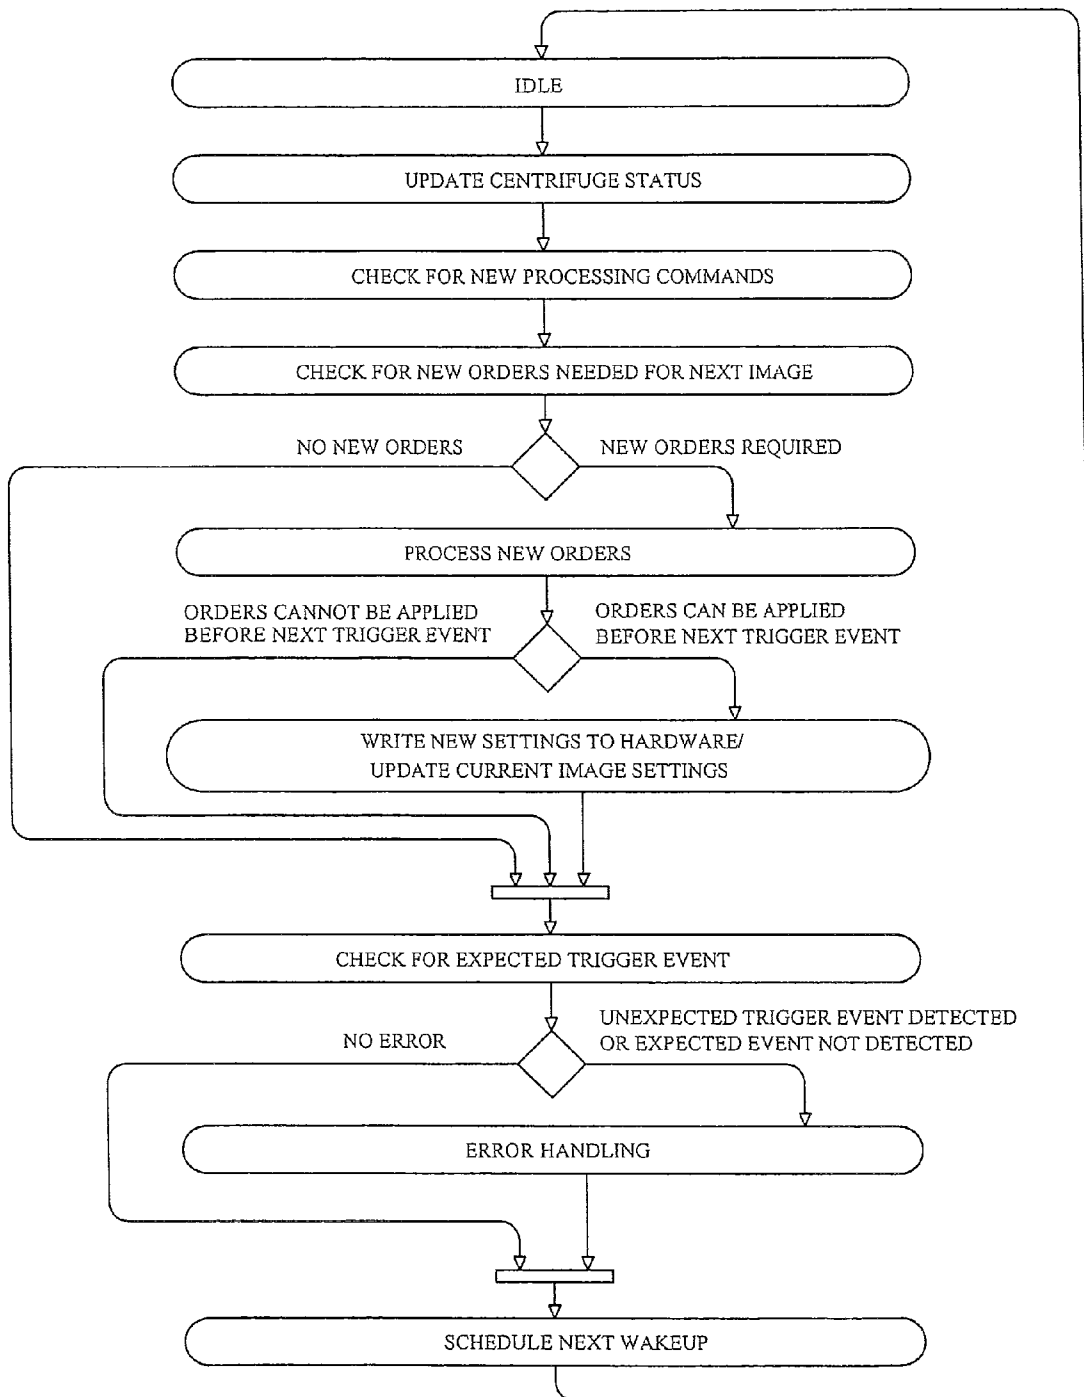 IDLE
UPDATE CENTRIFUGE STATUS
CHECK FOR NEW PROCESSING COMMANDS
CHECK FOR NEW ORDERS NEEDED FOR NEXT IMAGE
NO NEW ORDERS
NEW ORDERS REQUIRED
PROCESS NEW ORDERS
ORDERS CANNOT BE APPLIED
BEFORE NEXT TRIGGER EVENT
ORDERS CAN BE APPLIED
BEFORE NEXT TRIGGER EVENT
WRITE NEW SETTINGS TO HARDWARE/
UPDATE CURRENT IMAGE SETTINGS
CHECK FOR EXPECTED TRIGGER EVENT
NO ERROR
UNEXPECTED TRIGGER EVENT DETECTED
OR EXPECTED EVENT NOT DETECTED
ERROR HANDLING
SCHEDULE NEXT WAKEUP